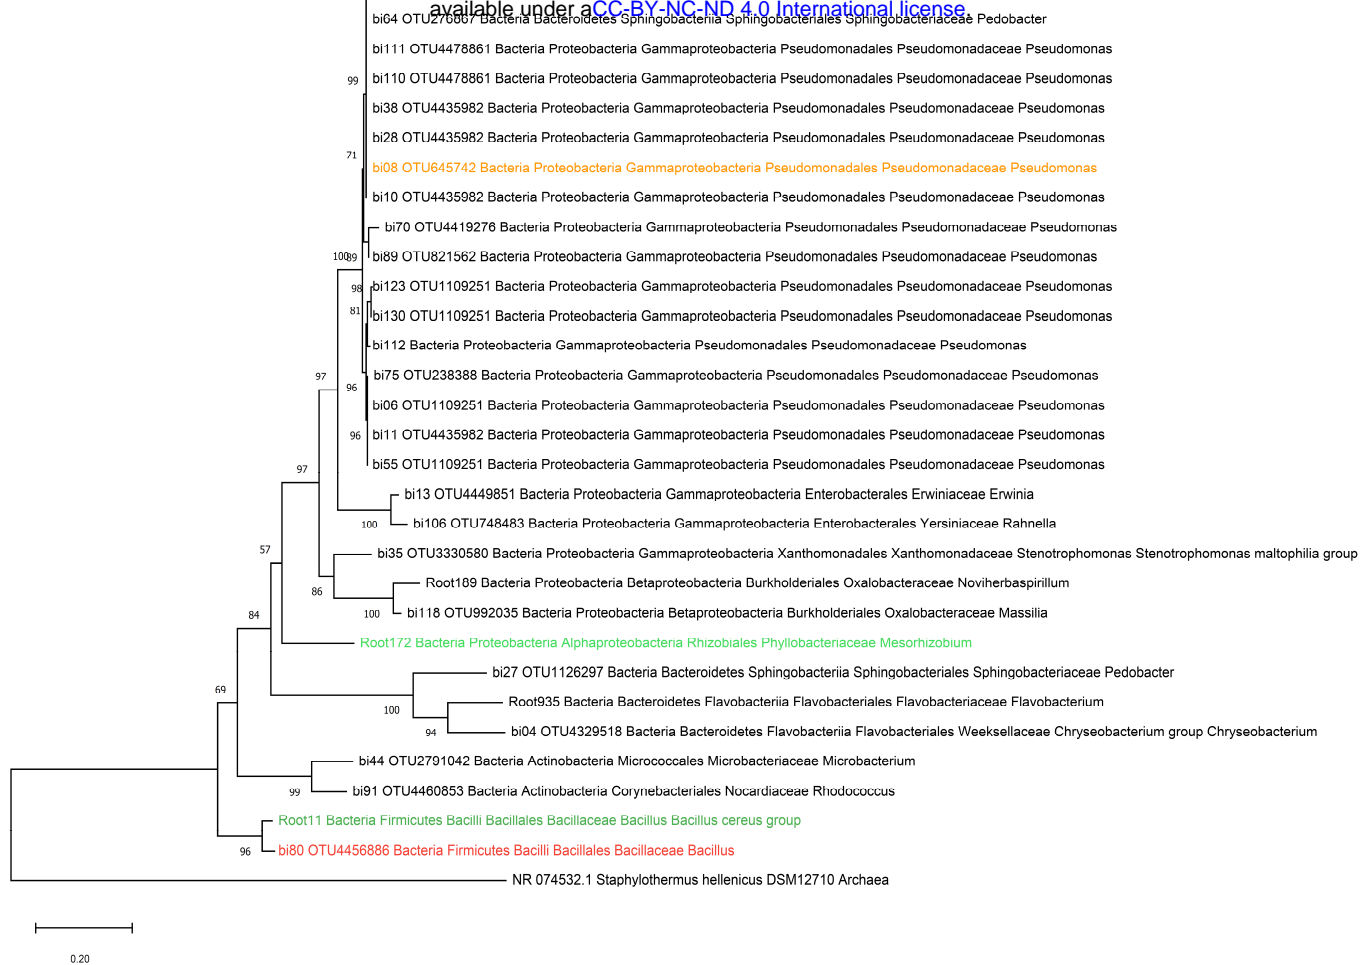 available under aCC-BY-NC-ND 4.0 International license.
bi64 OTU276667 Bacteria Bacteroidetes Sphingobacteriia Sphingobacteriales Sphingobacteriaceae Pedobacter
bi111 OTU4478861 Bacteria Proteobacteria Gammaproteobacteria Pseudomonadales Pseudomonadaceae Pseudomonas
99
bi110 OTU4478861 Bacteria Proteobacteria Gammaproteobacteria Pseudomonadales Pseudomonadaceae Pseudomonas
bi38 OTU4435982 Bacteria Proteobacteria Gammaproteobacteria Pseudomonadales Pseudomonadaceae Pseudomonas
bi28 OTU4435982 Bacteria Proteobacteria Gammaproteobacteria Pseudomonadales Pseudomonadaceae Pseudomonas
71
bi08 OTU645742 Bacteria Proteobacteria Gammaproteobacteria Pseudomonadales Pseudomonadaceae Pseudomonas
bi10 OTU4435982 Bacteria Proteobacteria Gammaproteobacteria Pseudomonadales Pseudomonadaceae Pseudomonas
bi70 OTU4419276 Bacteria Proteobacteria Gammaproteobacteria Pseudomonadales Pseudomonadaceae Pseudomonas
100 89 bi89 OTU821562 Bacteria Proteobacteria Gammaproteobacteria Pseudomonadales Pseudomonadaceae Pseudomonas
98 bi123 OTU1109251 Bacteria Proteobacteria Gammaproteobacteria Pseudomonadales Pseudomonadaceae Pseudomonas
81 bi130 OTU1109251 Bacteria Proteobacteria Gammaproteobacteria Pseudomonadales Pseudomonadaceae Pseudomonas
bi112 Bacteria Proteobacteria Gammaproteobacteria Pseudomonadales Pseudomonadaceae Pseudomonas
97 bi75 OTU238388 Bacteria Proteobacteria Gammaproteobacteria Pseudomonadales Pseudomonadaceae Pseudomonas
96
bi06 OTU1109251 Bacteria Proteobacteria Gammaproteobacteria Pseudomonadales Pseudomonadaceae Pseudomonas
96 bi11 OTU4435982 Bacteria Proteobacteria Gammaproteobacteria Pseudomonadales Pseudomonadaceae Pseudomonas
97 bi55 OTU1109251 Bacteria Proteobacteria Gammaproteobacteria Pseudomonadales Pseudomonadaceae Pseudomonas
bi13 OTU4449851 Bacteria Proteobacteria Gammaproteobacteria Enterobacterales Erwiniaceae Erwinia
100 bi106 OTU748483 Bacteria Proteobacteria Gammaproteobacteria Enterobacterales Yersiniaceae Rahnella
57 bi35 OTU3330580 Bacteria Proteobacteria Gammaproteobacteria Xanthomonadales Xanthomonadaceae Stenotrophomonas Stenotrophomonas maltophilia group
86 Root189 Bacteria Proteobacteria Betaproteobacteria Burkholderiales Oxalobacteraceae Noviherbaspirillum
84 100 bi118 OTU992035 Bacteria Proteobacteria Betaproteobacteria Burkholderiales Oxalobacteraceae Massilia
Root172 Bacteria Proteobacteria Alphaproteobacteria Rhizobiales Phyllobacteriaceae Mesorhizobium
bi27 OTU1126297 Bacteria Bacteroidetes Sphingobacteriia Sphingobacteriales Sphingobacteriaceae Pedobacter
69
100 Root935 Bacteria Bacteroidetes Flavobacteriia Flavobacteriales Flavobacteriaceae Flavobacterium
94 bi04 OTU4329518 Bacteria Bacteroidetes Flavobacteriia Flavobacteriales Weeksellaceae Chryseobacterium group Chryseobacterium
bi44 OTU2791042 Bacteria Actinobacteria Micrococcales Microbacteriaceae Microbacterium
99 bi91 OTU4460853 Bacteria Actinobacteria Corynebacteriales Nocardiaceae Rhodococcus
Root11 Bacteria Firmicutes Bacilli Bacillales Bacillaceae Bacillus Bacillus cereus group
96 bi80 OTU4456886 Bacteria Firmicutes Bacilli Bacillales Bacillaceae Bacillus
NR 074532.1 Staphylothermus hellenicus DSM12710 Archaea
0.20